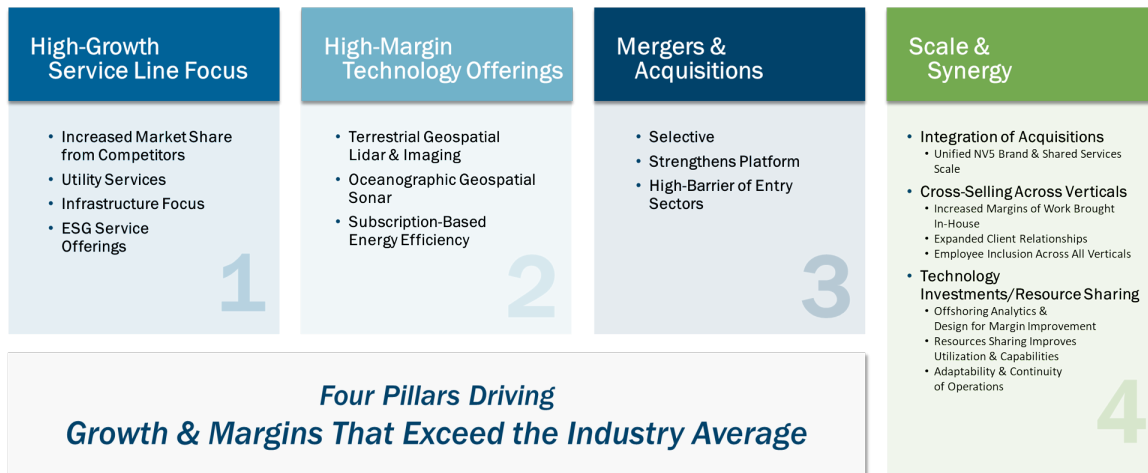 High-Growth
Service Line Focus
• Increased Market Share
from Competitors
• Utility Services
• Infrastructure Focus
• ESG Service
Offerings
1
High-Margin
Technology Offerings
• Terrestrial Geospatial
Lidar & Imaging
• Oceanographic Geospatial
Sonar
• Subscription-Based
Energy Efficiency
2
Mergers &
Acquisitions
• Selective
• Strengthens Platform
• High-Barrier of Entry
Sectors
3
Scale &
Synergy
• Integration of Acquisitions
• Unified NV5 Brand & Shared Services
Scale
• Cross-Selling Across Verticals
• Increased Margins of Work Brought
In-House
• Expanded Client Relationships
• Employee Inclusion Across All Verticals
• Technology
Investments/Resource Sharing
• Offshoring Analytics &
Design for Margin Improvement
• Resources Sharing Improves
Utilization & Capabilities
• Adaptability & Continuity
of Operations
4
Four Pillars Driving
Growth & Margins That Exceed the Industry Average